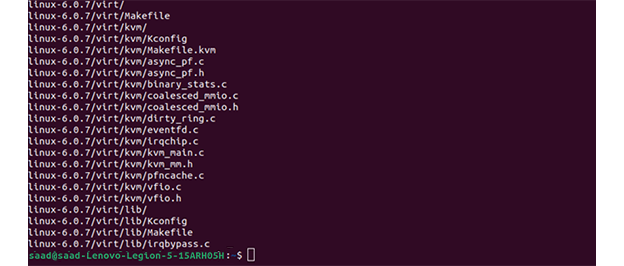 linux-6.0.7/virt/
linux-6.0.7/virt/Makefile
linux-6.0.7/virt/kvm/
linux-6.0.7/virt/kvm/Kconfig
linux-6.0.7/virt/kvm/Makefile.kvm
linux-6.0.7/virt/kvm/async_pf.c
linux-6.0.7/virt/kvm/async_pf.h
linux-6.0.7/virt/kvm/binary_stats.c
linux-6.0.7/virt/kvm/coalesced_mmio.c
linux-6.0.7/virt/kvm/coalesced_mmio.h
linux-6.0.7/virt/kvm/dirty_ring.c
linux-6.0.7/virt/kvm/eventfd.c
linux-6.0.7/virt/kvm/irqchip.c
linux-6.0.7/virt/kvm/kvm_main.c
linux-6.0.7/virt/kvm/kvm_mm.h
linux-6.0.7/virt/kvm/pfncache.c
linux-6.0.7/virt/kvm/vfio.c
linux-6.0.7/virt/kvm/vfio.h
linux-6.0.7/virt/lib/
linux-6.0.7/virt/lib/Kconfig
linux-6.0.7/virt/lib/Makefile
linux-6.0.7/virt/lib/irqbypass.c
saad@saad-Lenovo-Legion-5-15ARH05H:~$